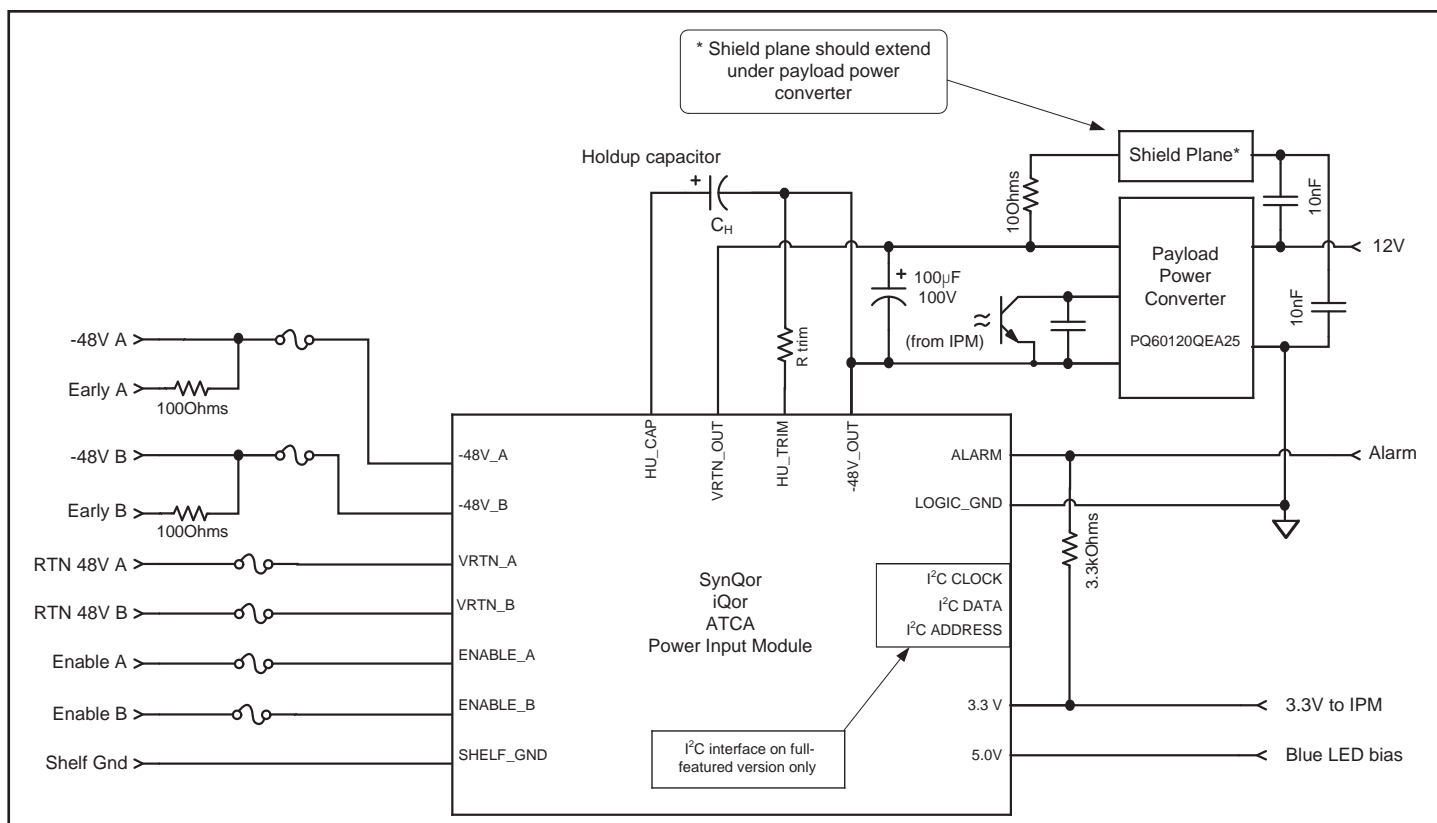 * Shield plane should extend
under payload power
converter
Holdup capacitor
+
CH
Shield Plane*
10Ohms
10nF
10nF
12V
Payload
Power
Converter
PQ60120QEA25
+
100µF
100V
≈
(from IPM)
R trim
-48V A
Early A
100Ohms
-48V B
Early B
100Ohms
RTN 48V A
RTN 48V B
Enable A
Enable B
Shelf Gnd
HU_CAP
VRTN_OUT
HU_TRIM
-48V_OUT
-48V_A
-48V_B
VRTN_A
VRTN_B
ENABLE_A
ENABLE_B
SHELF_GND
SynQor
iQor
ATCA
Power Input Module
ALARM
LOGIC_GND
I²C CLOCK
I²C DATA
I²C ADDRESS
3.3 V
5.0V
I²C interface on full-
featured version only
3.3kOhms
Alarm
3.3V to IPM
Blue LED bias